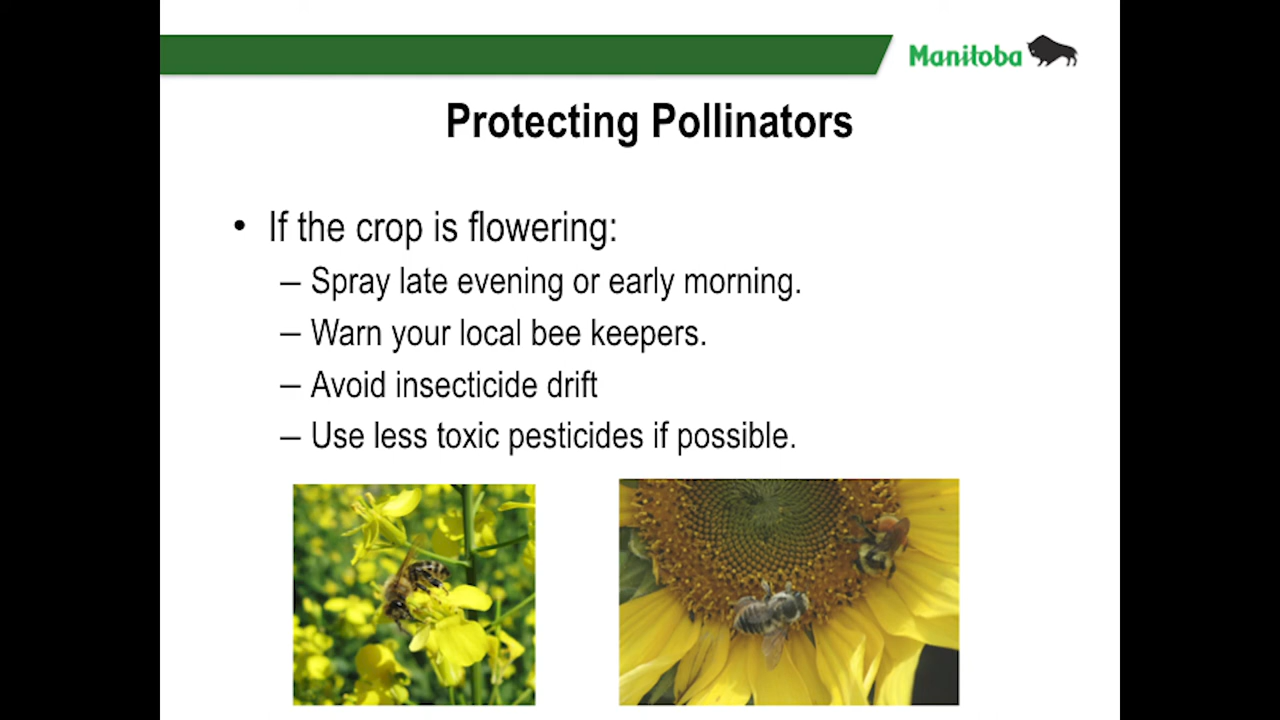 Manitoba
Protecting Pollinators
• If the crop is flowering:
– Spray late evening or early morning.
– Warn your local bee keepers.
– Avoid insecticide drift
– Use less toxic pesticides if possible.